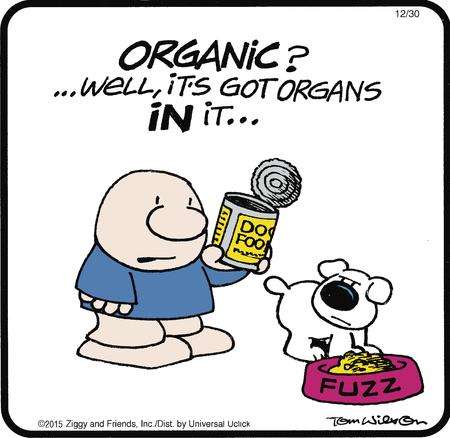 12/30
ORGANIC?
...WELL, IT'S GOT ORGANS
IN IT...
DOG
FOOD
FUZZ
©2015 Ziggy and Friends, Inc./Dist. by Universal Uclick
Tom Wilson